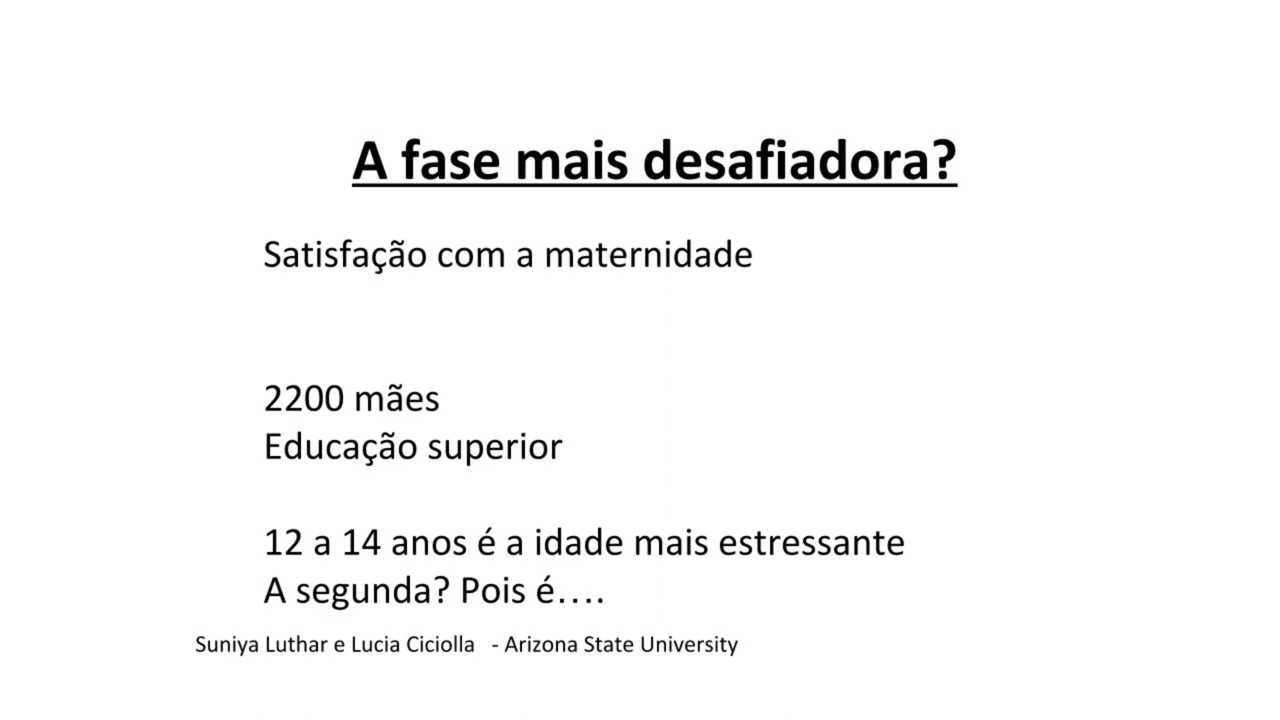 A fase mais desafiadora?
Satisfação com a maternidade
2200 mães
Educação superior
12 a 14 anos é a idade mais estressante
A segunda? Pois é….
Suniya Luthar e Lucia Ciciolla - Arizona State University